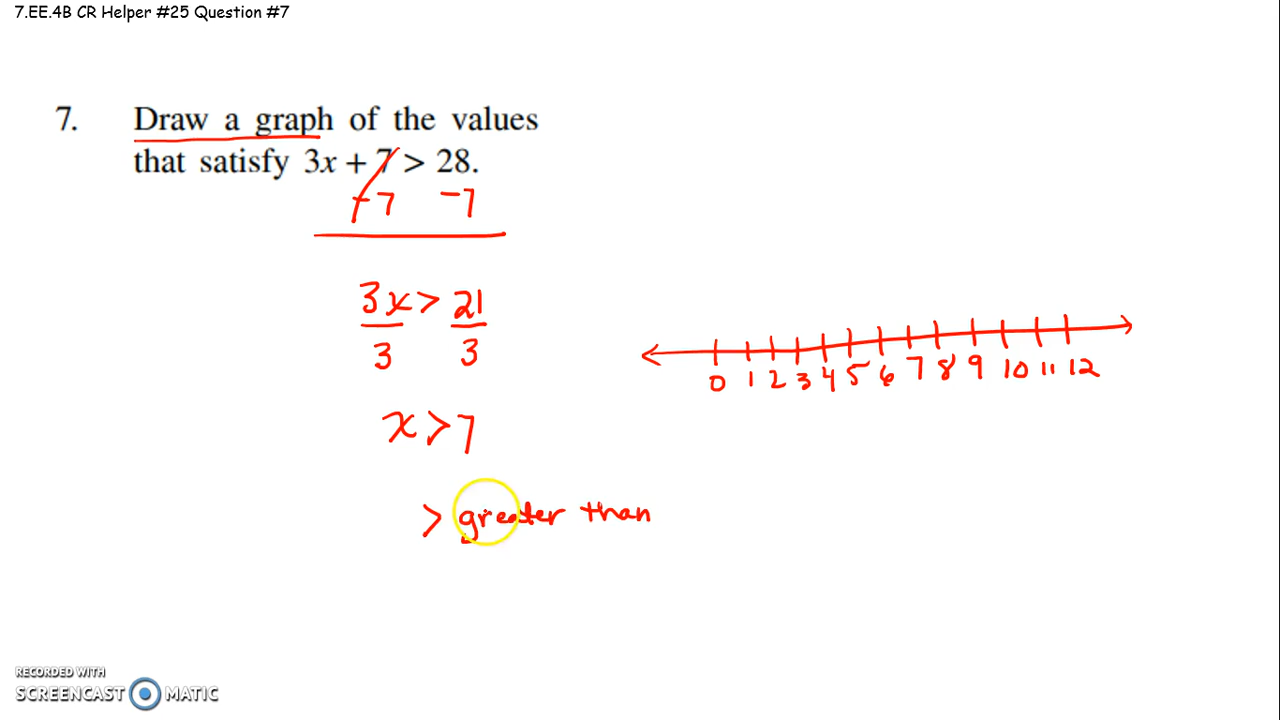 7.EE.4B CR Helper #25 Question #7
7. Draw a graph of the values
that satisfy 3x + 7 > 28.
-7 -7
3x > 21
3 3
0 1 2 3 4 5 6 7 8 9 10 11 12
x > 7
> greater than
RECORDED WITH
SCREENCAST MATIC